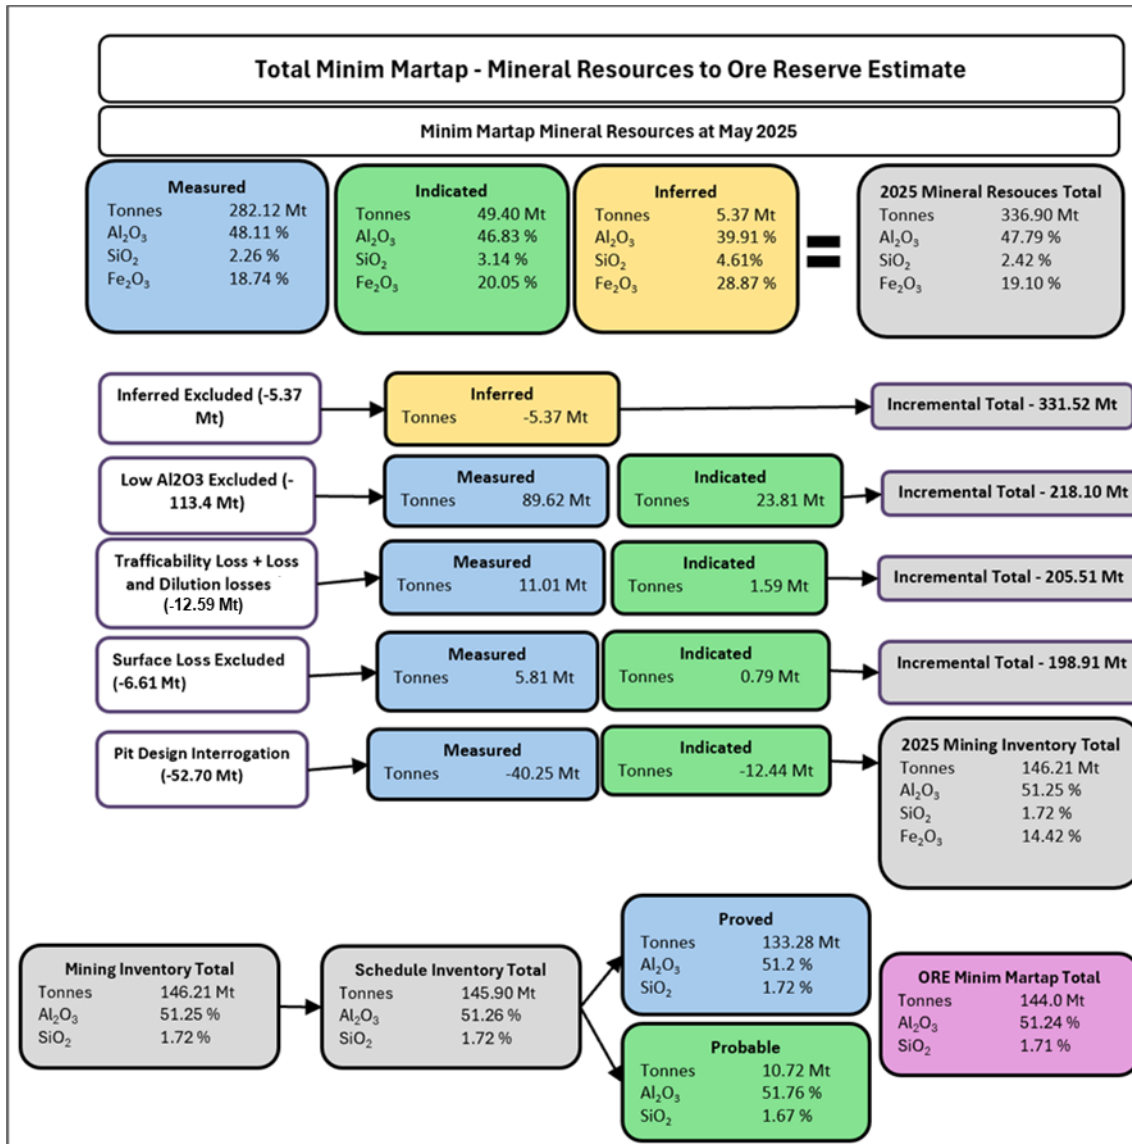 Total Minim Martap - Mineral Resources to Ore Reserve Estimate
Minim Martap Mineral Resources at May 2025
Measured
Tonnes 282.12 Mt
Al₂O₃ 48.11 %
SiO₂ 2.26 %
Fe₂O₃ 18.74 %
Indicated
Tonnes 49.40 Mt
Al₂O₃ 46.83 %
SiO₂ 3.14 %
Fe₂O₃ 20.05 %
Inferred
Tonnes 5.37 Mt
Al₂O₃ 39.91 %
SiO₂ 4.61%
Fe₂O₃ 28.87 %
=
2025 Mineral Resouces Total
Tonnes 336.90 Mt
Al₂O₃ 47.79 %
SiO₂ 2.42 %
Fe₂O₃ 19.10 %
Inferred Excluded (-5.37
Mt)
Inferred
Tonnes -5.37 Mt
Incremental Total - 331.52 Mt
Low Al2O3 Excluded (-
113.4 Mt)
Measured
Tonnes 89.62 Mt
Indicated
Tonnes 23.81 Mt
Incremental Total - 218.10 Mt
Trafficability Loss + Loss
and Dilution losses
(-12.59 Mt)
Measured
Tonnes 11.01 Mt
Indicated
Tonnes 1.59 Mt
Incremental Total - 205.51 Mt
Surface Loss Excluded
(-6.61 Mt)
Measured
Tonnes 5.81 Mt
Indicated
Tonnes 0.79 Mt
Incremental Total - 198.91 Mt
Pit Design Interrogation
(-52.70 Mt)
Measured
Tonnes -40.25 Mt
Indicated
Tonnes -12.44 Mt
2025 Mining Inventory Total
Tonnes 146.21 Mt
Al₂O₃ 51.25 %
SiO₂ 1.72 %
Fe₂O₃ 14.42 %
Mining Inventory Total
Tonnes 146.21 Mt
Al₂O₃ 51.25 %
SiO₂ 1.72 %
Schedule Inventory Total
Tonnes 145.90 Mt
Al₂O₃ 51.26 %
SiO₂ 1.72 %
Proved
Tonnes 133.28 Mt
Al₂O₃ 51.2 %
SiO₂ 1.72 %
Probable
Tonnes 10.72 Mt
Al₂O₃ 51.76 %
SiO₂ 1.67 %
ORE Minim Martap Total
Tonnes 144.0 Mt
Al₂O₃ 51.24 %
SiO₂ 1.71 %